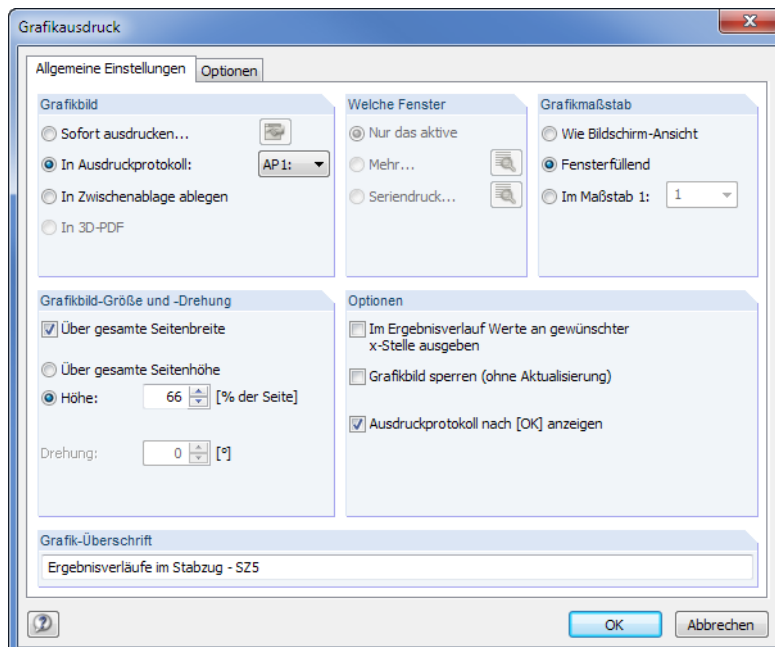 Grafikausdruck
Allgemeine Einstellungen
Optionen
Grafikbild
Sofort ausdrucken...
In Ausdruckprotokoll:
AP1:
In Zwischenablage ablegen
In 3D-PDF
Welche Fenster
Nur das aktive
Mehr...
Seriendruck...
Grafikmaßstab
Wie Bildschirm-Ansicht
Fensterfüllend
Im Maßstab 1:
1
Grafikbild-Größe und -Drehung
Über gesamte Seitenbreite
Über gesamte Seitenhöhe
Höhe:
66
[% der Seite]
Drehung:
0
[°]
Optionen
Im Ergebnisverlauf Werte an gewünschter
x-Stelle ausgeben
Grafikbild sperren (ohne Aktualisierung)
Ausdruckprotokoll nach [OK] anzeigen
Grafik-Überschrift
Ergebnisverläufe im Stabzug - SZ5
OK
Abbrechen